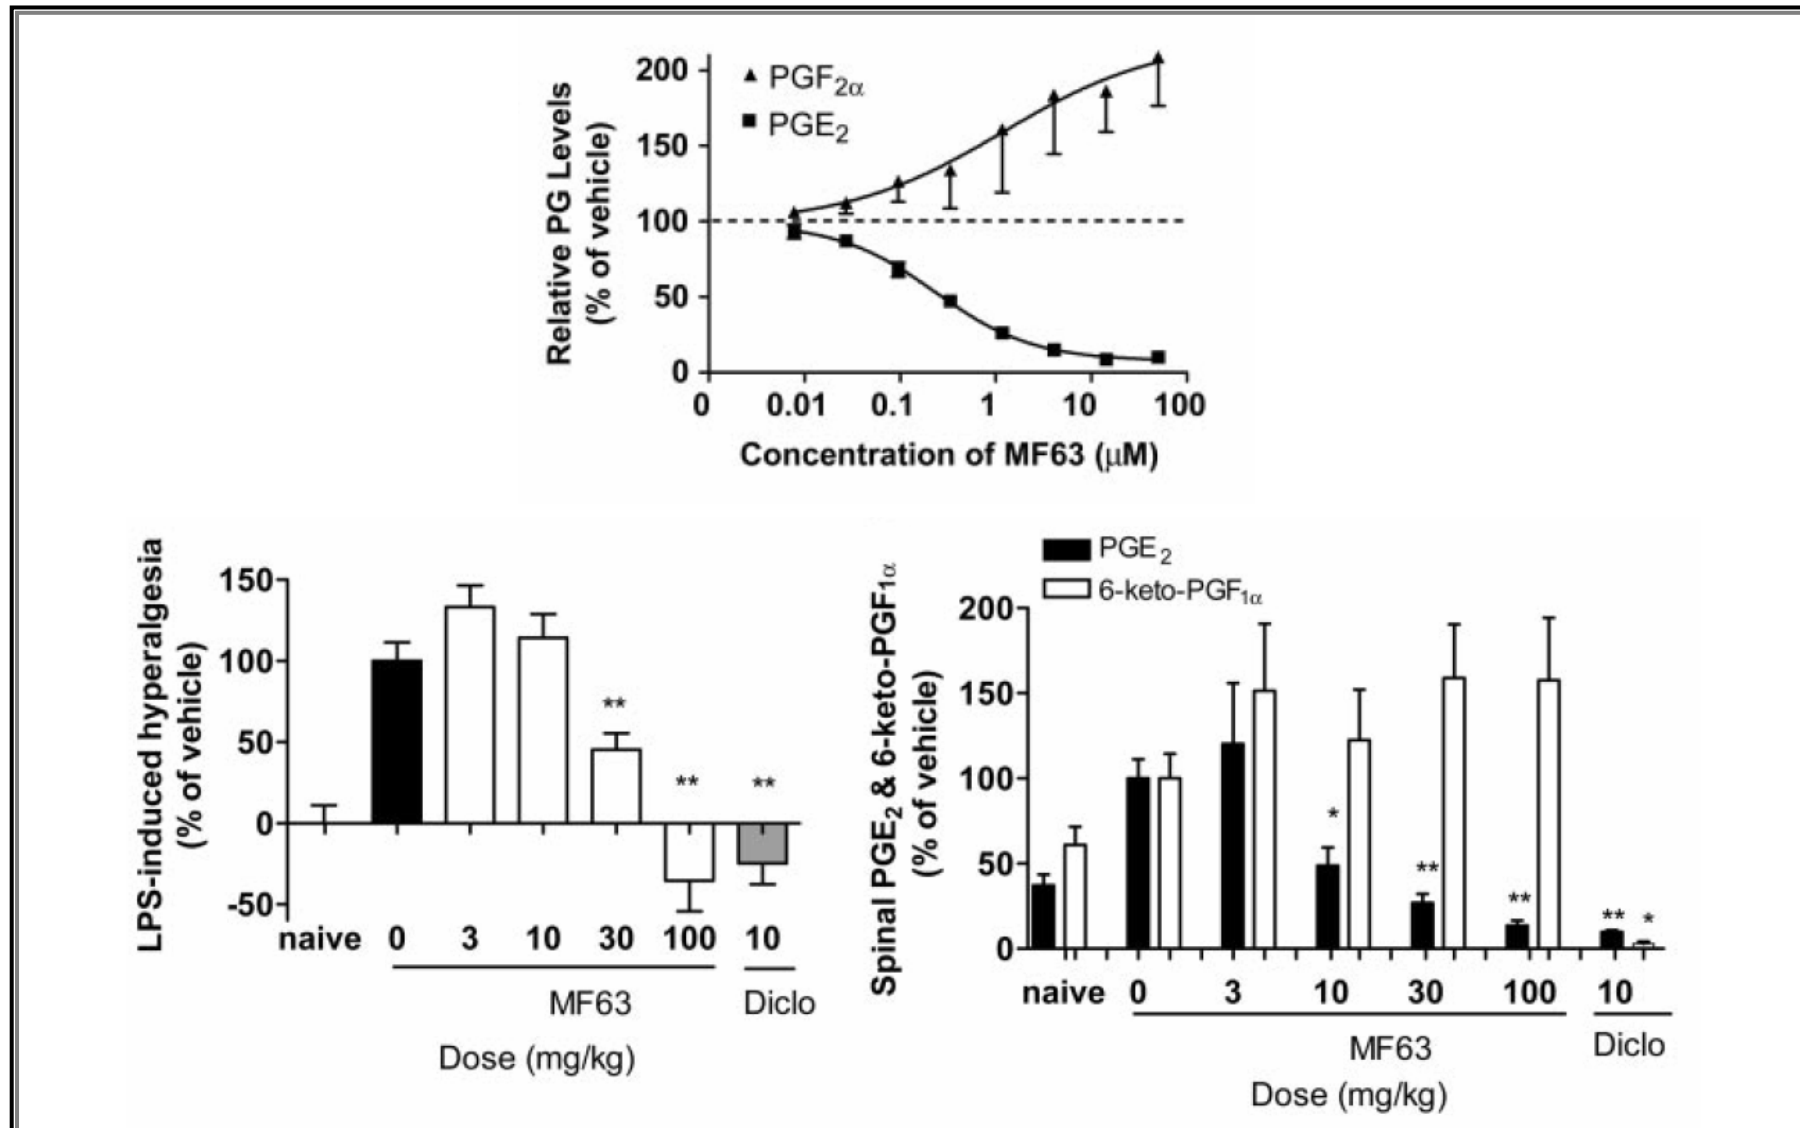 200
150
100
50
0
PGF2α
PGE2
Relative PG Levels
(% of vehicle)
0 0.01 0.1 1 10 100
Concentration of MF63 (μM)
LPS-induced hyperalgesia
(% of vehicle)
150
100
50
0
-50
**
**
**
naive 0 3 10 30 100 10
MF63
Diclo
Dose (mg/kg)
PGE2
6-keto-PGF1α
Spinal PGE2 & 6-keto-PGF1α
(% of vehicle)
200
150
100
50
0
*
**
**
**
*
naive 0 3 10 30 100 10
MF63
Diclo
Dose (mg/kg)